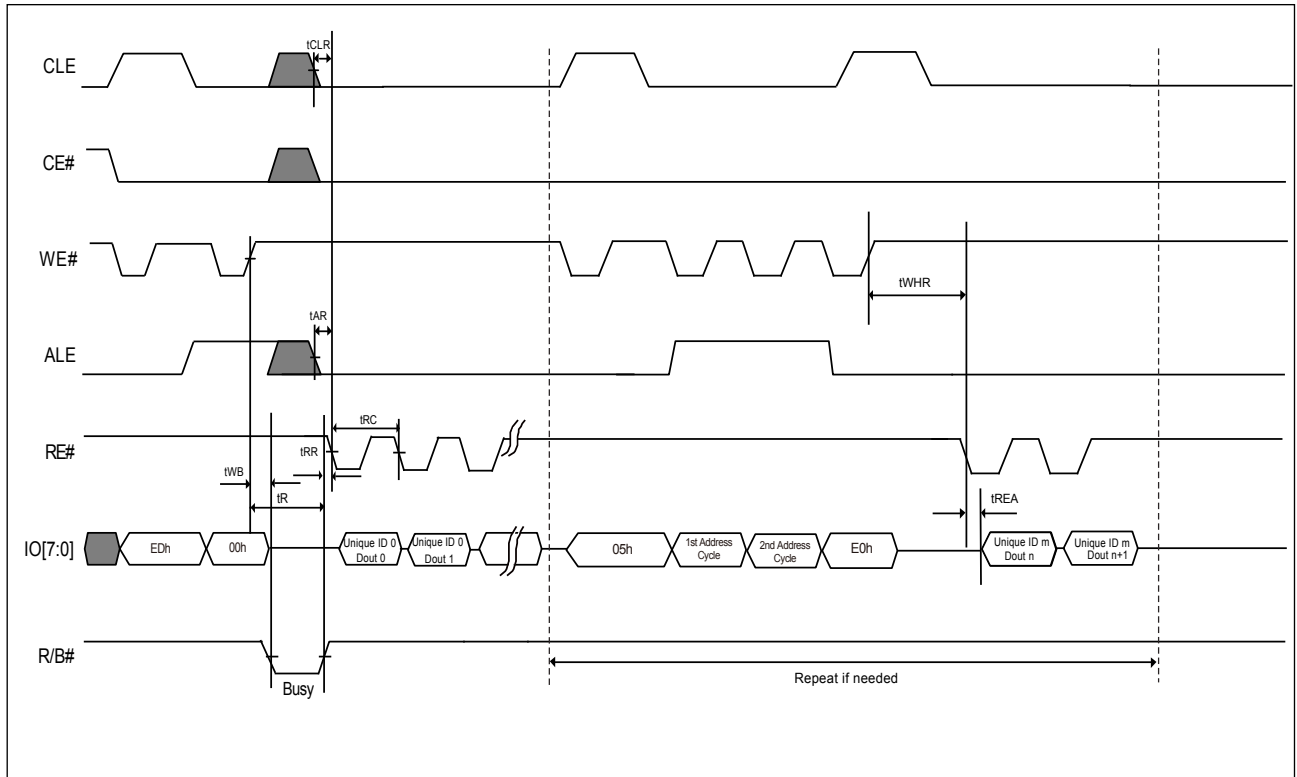 tCLR
CLE
CE#
WE#
tWHR
tAR
ALE
tRC
RE#
tRR
tWB
tR
tREA
IO[7:0]
EDh
00h
Unique ID 0
Dout 0
Unique ID 0
Dout 1
05h
1st Address
Cycle
2nd Address
Cycle
E0h
Unique ID m
Dout n
Unique ID m
Dout n+1
R/B#
Busy
Repeat if needed